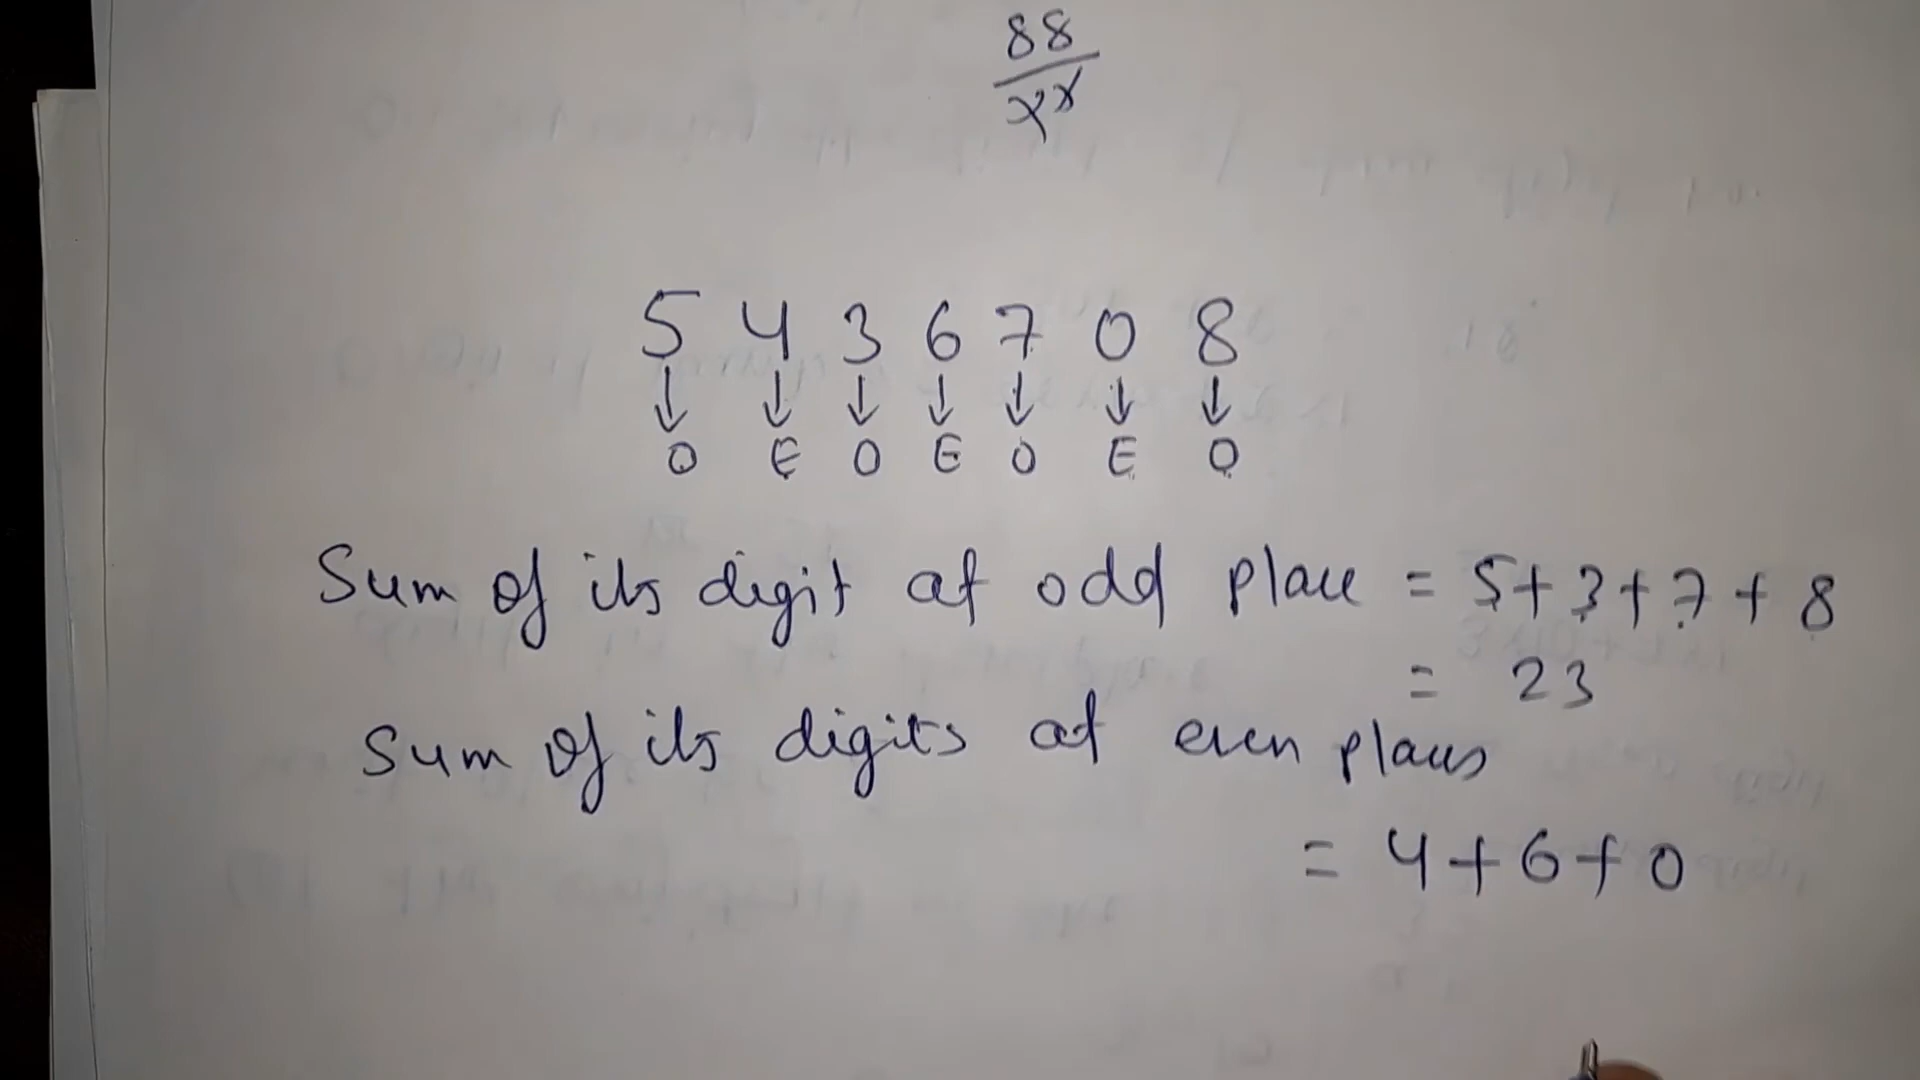 88
5 4 3 6 7 0 8
↓ ↓ ↓ ↓ ↓ ↓ ↓
O E O E O E O
Sum of its digit at odd place = 5+3+7+8
= 23
Sum of its digits at even places
= 4+6+0